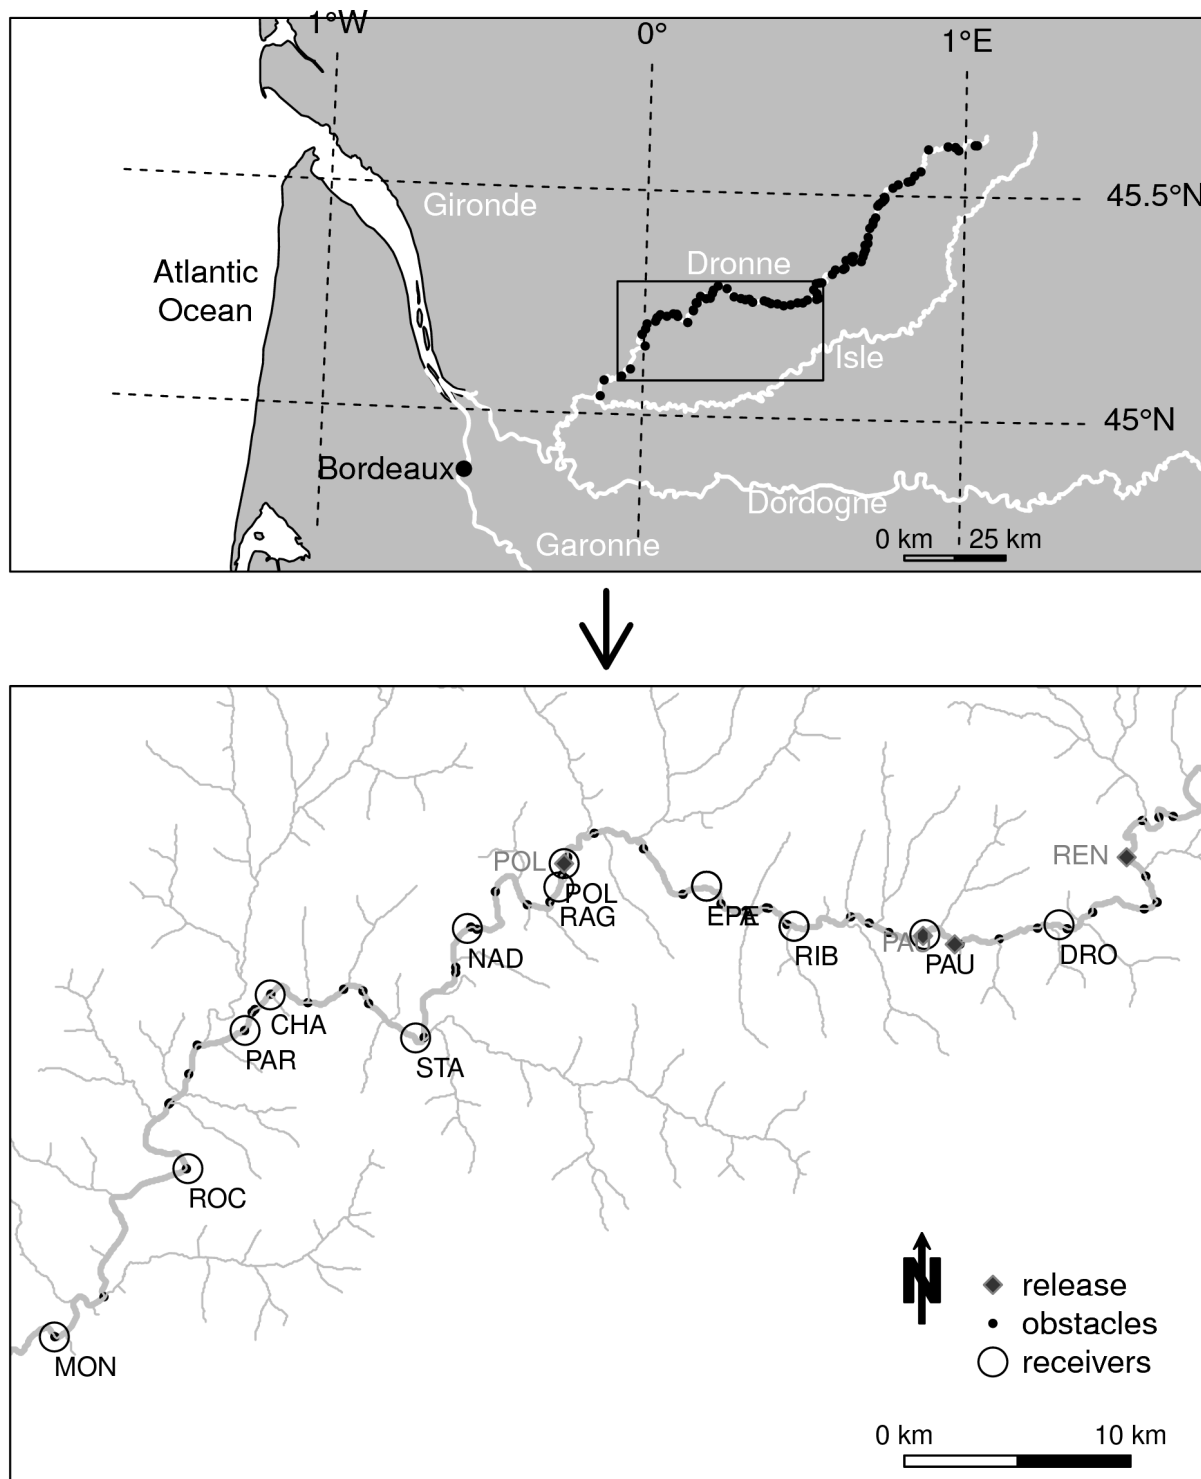 1°W
0°
1°E
45.5°N
Gironde
Dronne
Atlantic
Ocean
Isle
45°N
Bordeaux
Dordogne
Garonne
0 km
25 km
POL
REN
POL
RAG
EPE
NAD
RIB
PAU
PAU
DRO
CHA
PAR
STA
ROC
N
release
obstacles
receivers
MON
0 km
10 km